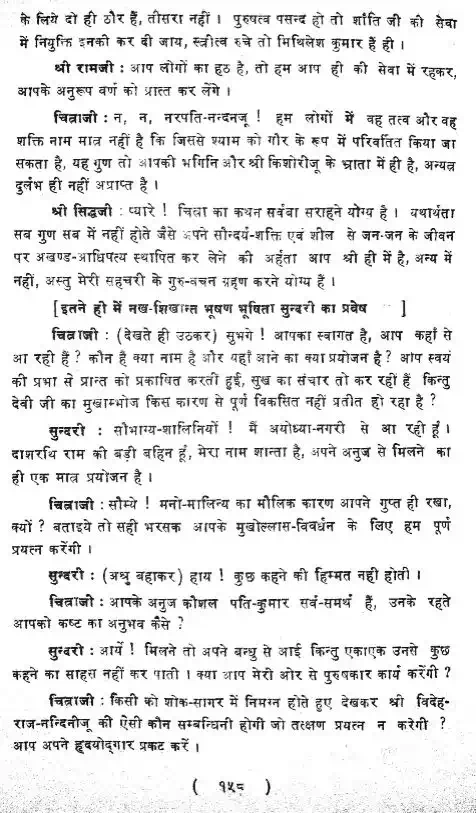 के लिये दो ही ठौर हैं, तीसरा नहीं । पुरुषत्व पसन्द हो तो शांति जी की सेवा
में नियुक्ति इनकी कर दी जाय, स्त्रीत्व रुचे तो मिथिलेश कुमार हैं ही ।
श्री रामजी : आप लोगों का हठ है, तो हम आप ही की सेवा में रहकर,
आपके अनुरूप वर्ण को प्राप्त कर लेंगे ।
चित्राजी : न, न, नरपति-नन्दनजू ! हम लोगों में वह तत्व और वह
शक्ति नाम मात्र नहीं है कि जिससे श्याम को गौर के रूप में परिवर्तित किया जा
सकता है, यह गुण तो आपकी भगिनि और श्री किशोरीजू के भ्राता में ही है, अन्यत्र
दुर्लभ ही नहीं अप्राप्त है ।
श्री सिद्धजी : प्यारे ! चित्रा का कथन सर्वथा सराहने योग्य है । यथार्थतः
सब गुण सब में नहीं होते जैसे अपने सौन्दर्य-शक्ति एवं शील से जन-जन के जीवन
पर अखण्ड-आधिपत्य स्थापित कर लेने की अर्हता आप श्री ही में है, अन्य में
नहीं, अस्तु मेरी सहचरी के गुरु-वचन ग्रहण करने योग्य हैं ।
[ इतने ही में नख-शिखान्त भूषण भूषिता सुन्दरी का प्रवेष ]
चित्राजी : (देखते ही उठकर) सुभगे ! आपका स्वागत है, आप कहाँ से
आ रही हैं ? कौन है क्या नाम है और यहाँ आने का क्या प्रयोजन है ? आप स्वयं
की प्रभा से प्रान्त को प्रकाषित करती हुई, सुख का संचार तो कर रहीं हैं किन्तु
देवी जी का मुखाम्भोज किस कारण से पूर्ण विकसित नहीं प्रतीत हो रहा है ?
सुन्दरी : सौभाग्य-शालिनियों ! मैं अयोध्या-नगरी से आ रही हूँ ।
दाशरथि राम की बड़ी बहिन हूं, मेरा नाम शान्ता है, अपने अनुज से मिलने का
ही एक मात्र प्रयोजन है ।
चित्राजी : सौम्ये ! मनो-मालिन्य का मौलिक कारण आपने गुप्त ही रखा,
क्यों ? बताइये तो सही भरसक आपके मुखोल्लास-विवर्धन के लिए हम पूर्ण
प्रयत्न करेंगी ।
सुन्दरी : (अश्रु बहाकर) हाय ! कुछ कहने की हिम्मत नहीं होती ।
चित्राजी : आपके अनुज कौशल पति-कुमार सर्व-समर्थ हैं, उनके रहते
आपको कष्ट का अनुभव कैसे ?
सुन्दरी : आर्ये ! मिलने तो अपने बन्धु से आई किन्तु एकाएक उनसे कुछ
कहने का साहस नहीं कर पाती । क्या आप मेरी ओर से पुरुषकार कार्य करेंगी ?
चित्राजी : किसी को शोक-सागर में निमग्न होते हुए देखकर श्री विदेह-
राज-नन्दिनीजू की ऐसी कौन सम्बन्धिनी होगी जो तत्क्षण प्रयत्न न करेगी ?
आप अपने हृदयोद्गार प्रकट करें ।
( १५८ )